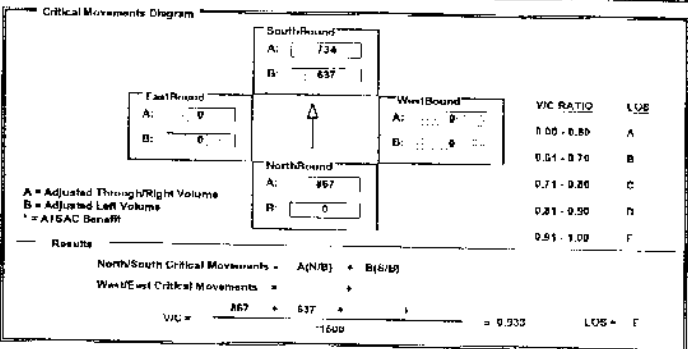 Critical Movements Diagram
SouthBound
A: 734
B: 637
EastBound
A: 0
B: 0
WestBound
A: 0
B: 0
NorthBound
A: 867
B: 0
V/C RATIO LOS
0.00 - 0.60 A
0.61 - 0.70 B
0.71 - 0.80 C
0.81 - 0.90 D
0.91 - 1.00
A = Adjusted Through/Right Volume
B = Adjusted Left Volume
* = ATSAC Benefit
Results
North/South Critical Movements = A(N/B) + B(S/B)
West/East Critical Movements = +
V/C = 867 + 637 + +
= 0.933 LOS =